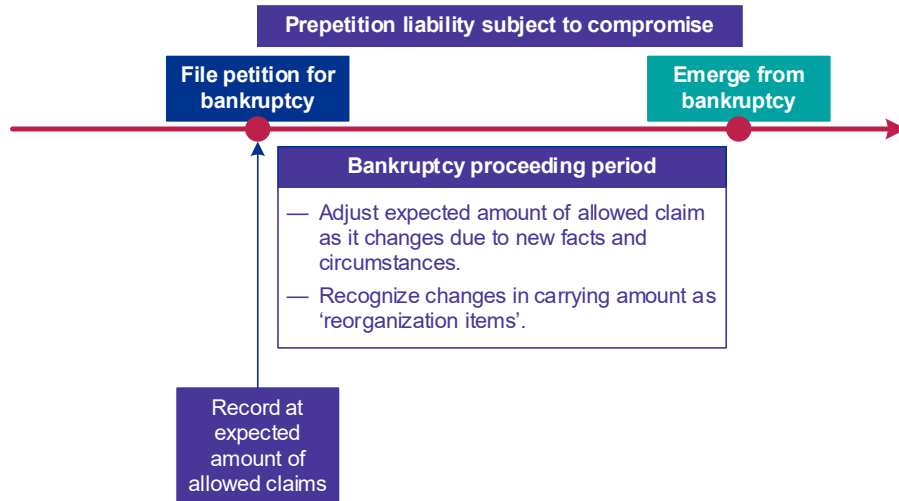 Prepetition liability subject to compromise
File petition for
bankruptcy
Emerge from
bankruptcy
Bankruptcy proceeding period
— Adjust expected amount of allowed claim
as it changes due to new facts and
circumstances.
— Recognize changes in carrying amount as
‘reorganization items’.
Record at
expected
amount of
allowed claims